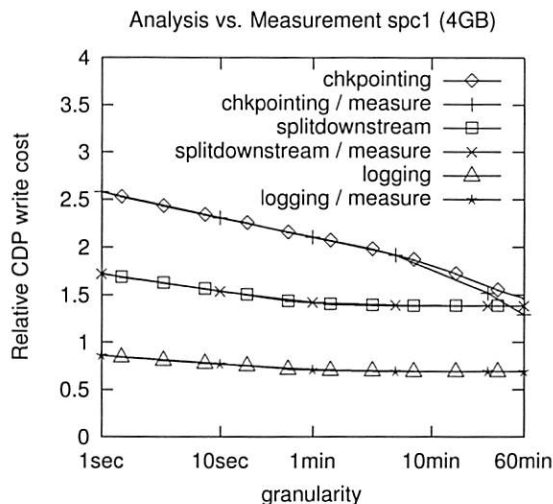 Analysis vs. Measurement spc1 (4GB)
4
chkpointing
chkpointing / measure
3.5
splitdownstream
3
splitdownstream / measure
logging
2.5
logging / measure
2
1.5
1
0.5
0
Relative CDP write cost
1sec 10sec 1min 10min 60min
granularity